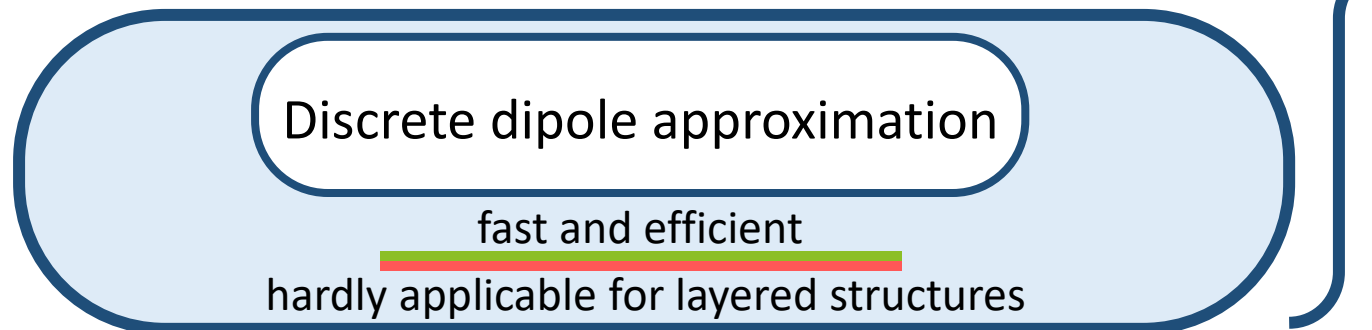 Discrete dipole approximation
fast and efficient
hardly applicable for layered structures